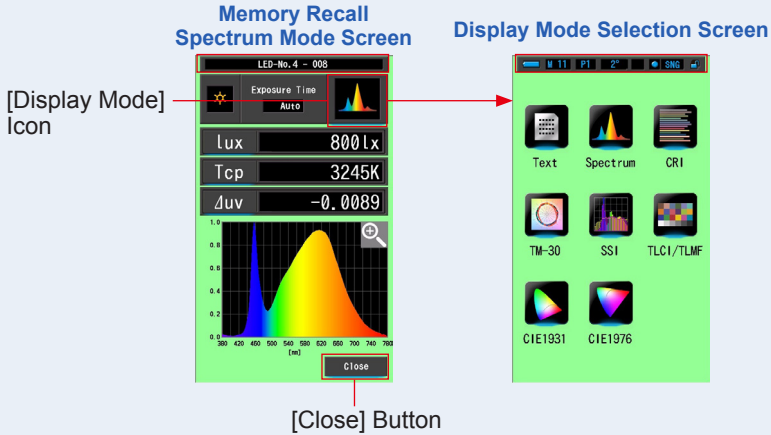 Memory Recall
Spectrum Mode Screen
Display Mode Selection Screen
[Display Mode]
Icon
LED-No.4 - 008
Exposure Time
Auto
lux 800lx
Tcp 3245K
⊿uv -0.0089
1.0
0.8
0.6
0.4
0.2
0.0
380 420 460 500 540 580 620 660 700 740 780
[nm]
Close
[Close] Button
M 11 P1 2° SNG
Text Spectrum CRI
TM-30 SSI TLCI/TLMF
CIE1931 CIE1976